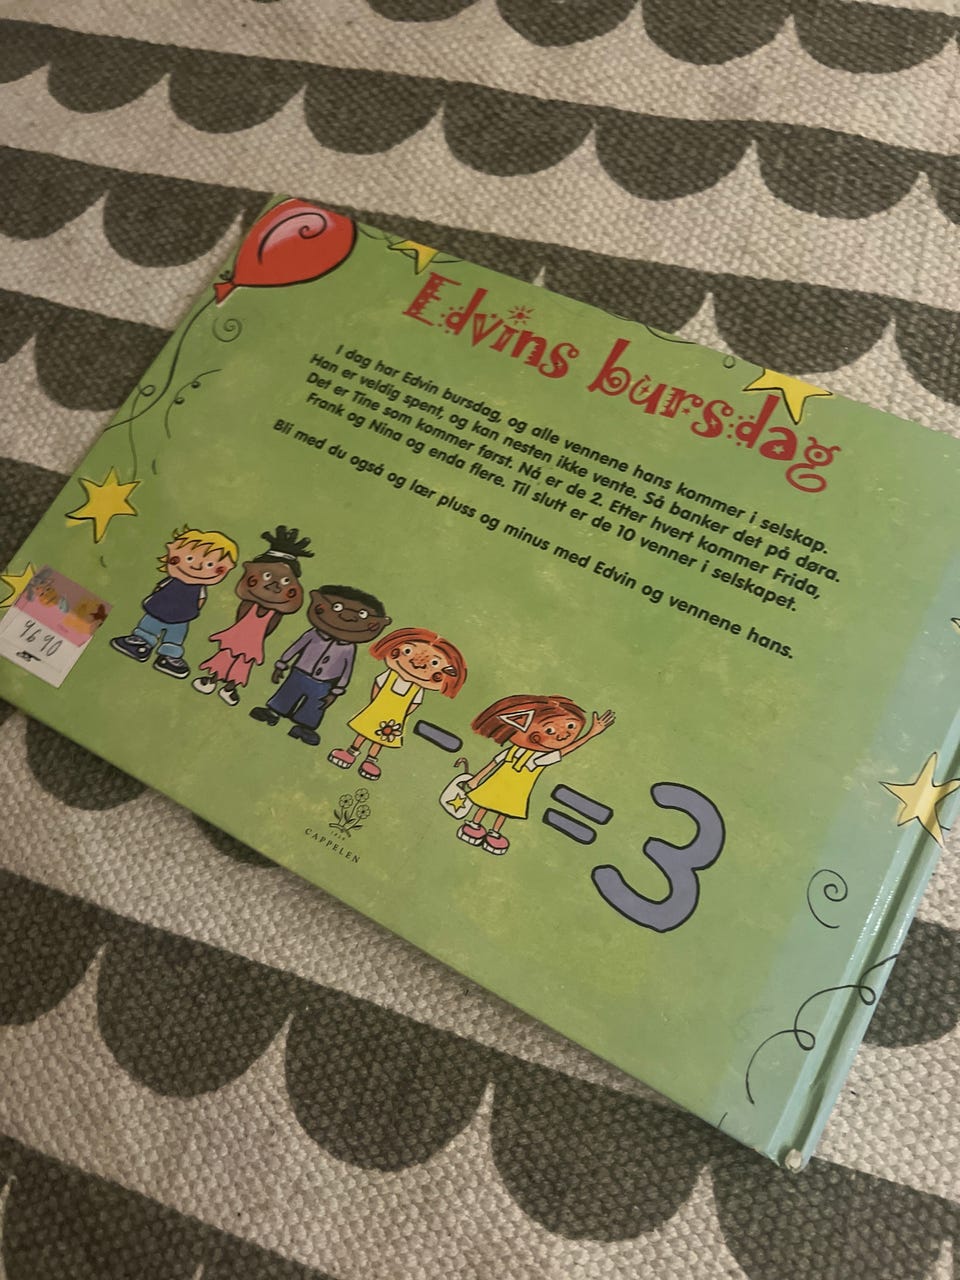 Edvins bursdag
I dag har Edvin bursdag, og alle vennene hans kommer i selskap.
Han er veldig spent, og kan nesten ikke vente. Så banker det på døra.
Det er Tine som kommer først. Nå er de 2. Etter hvert kommer Frida,
Frank og Nina og enda flere. Til slutt er de 10 venner i selskapet.
Bli med du også og lær pluss og minus med Edvin og vennene hans.
- = 3
CAPPELEN